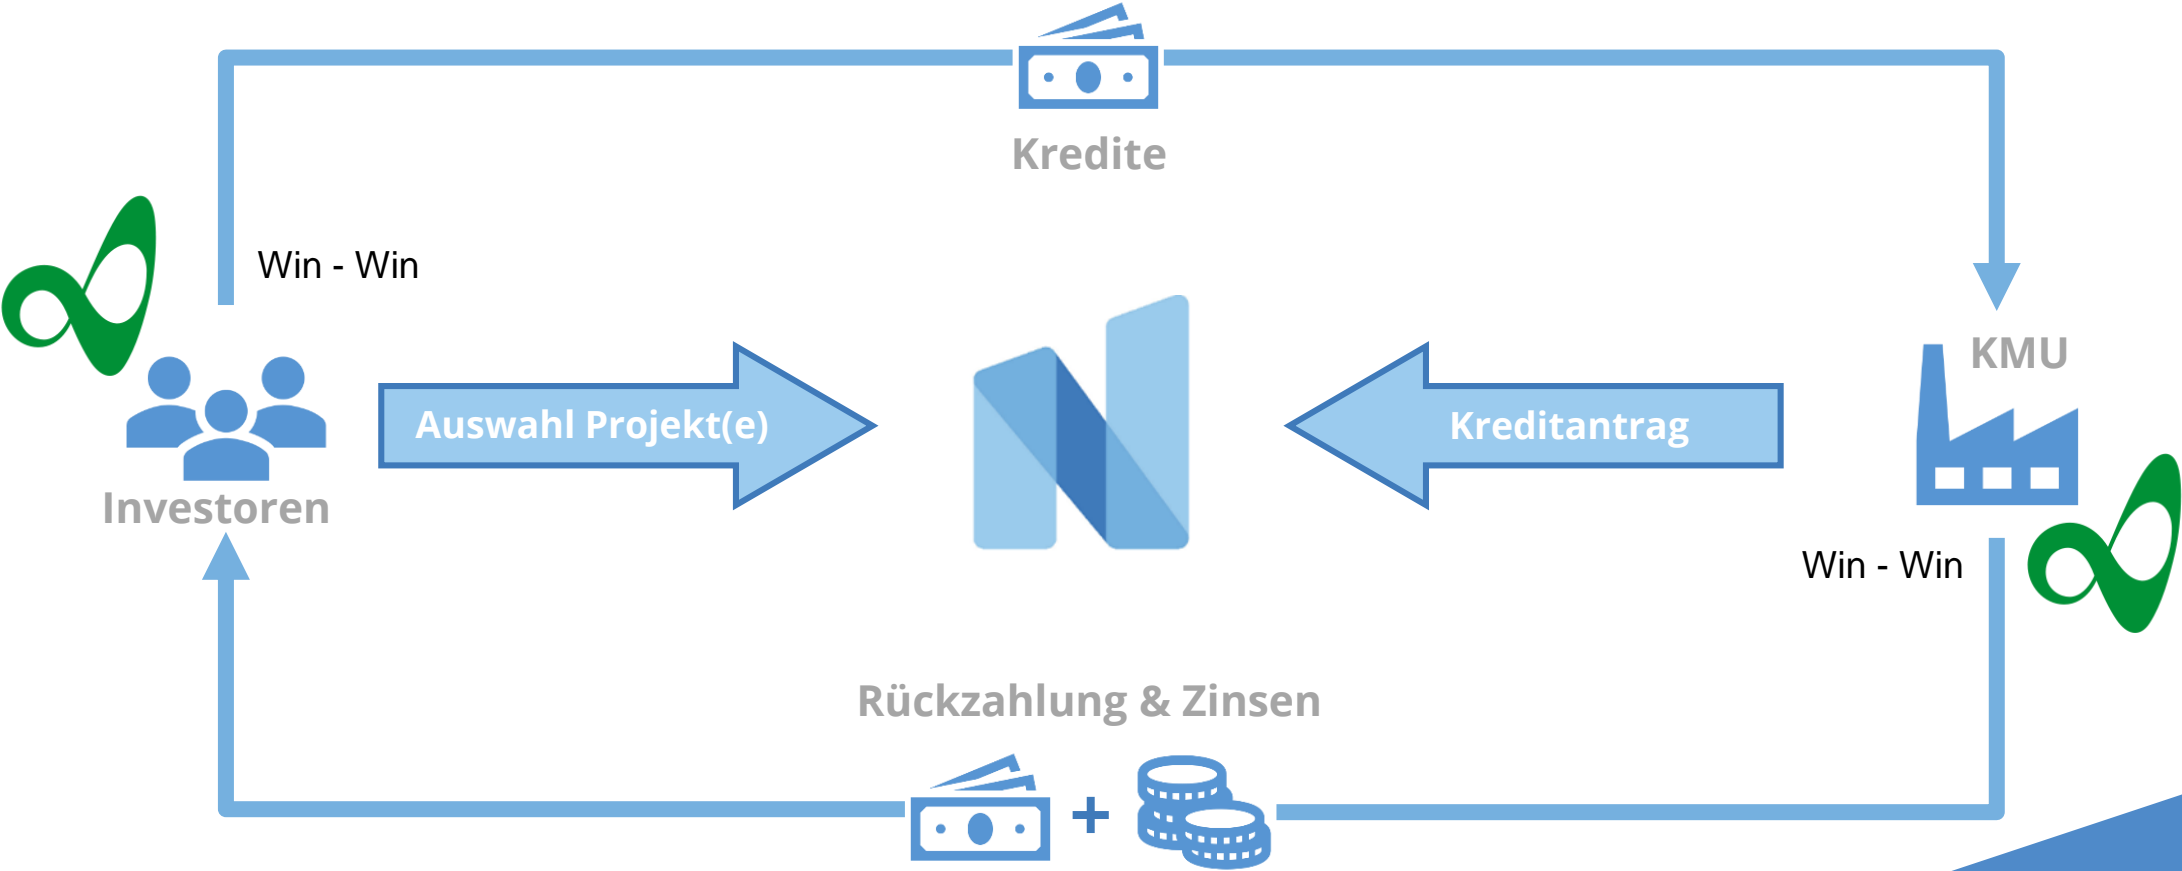 Kredite
Win - Win
KMU
Auswahl Projekt(e)
Kreditantrag
Investoren
Win - Win
Rückzahlung & Zinsen
+